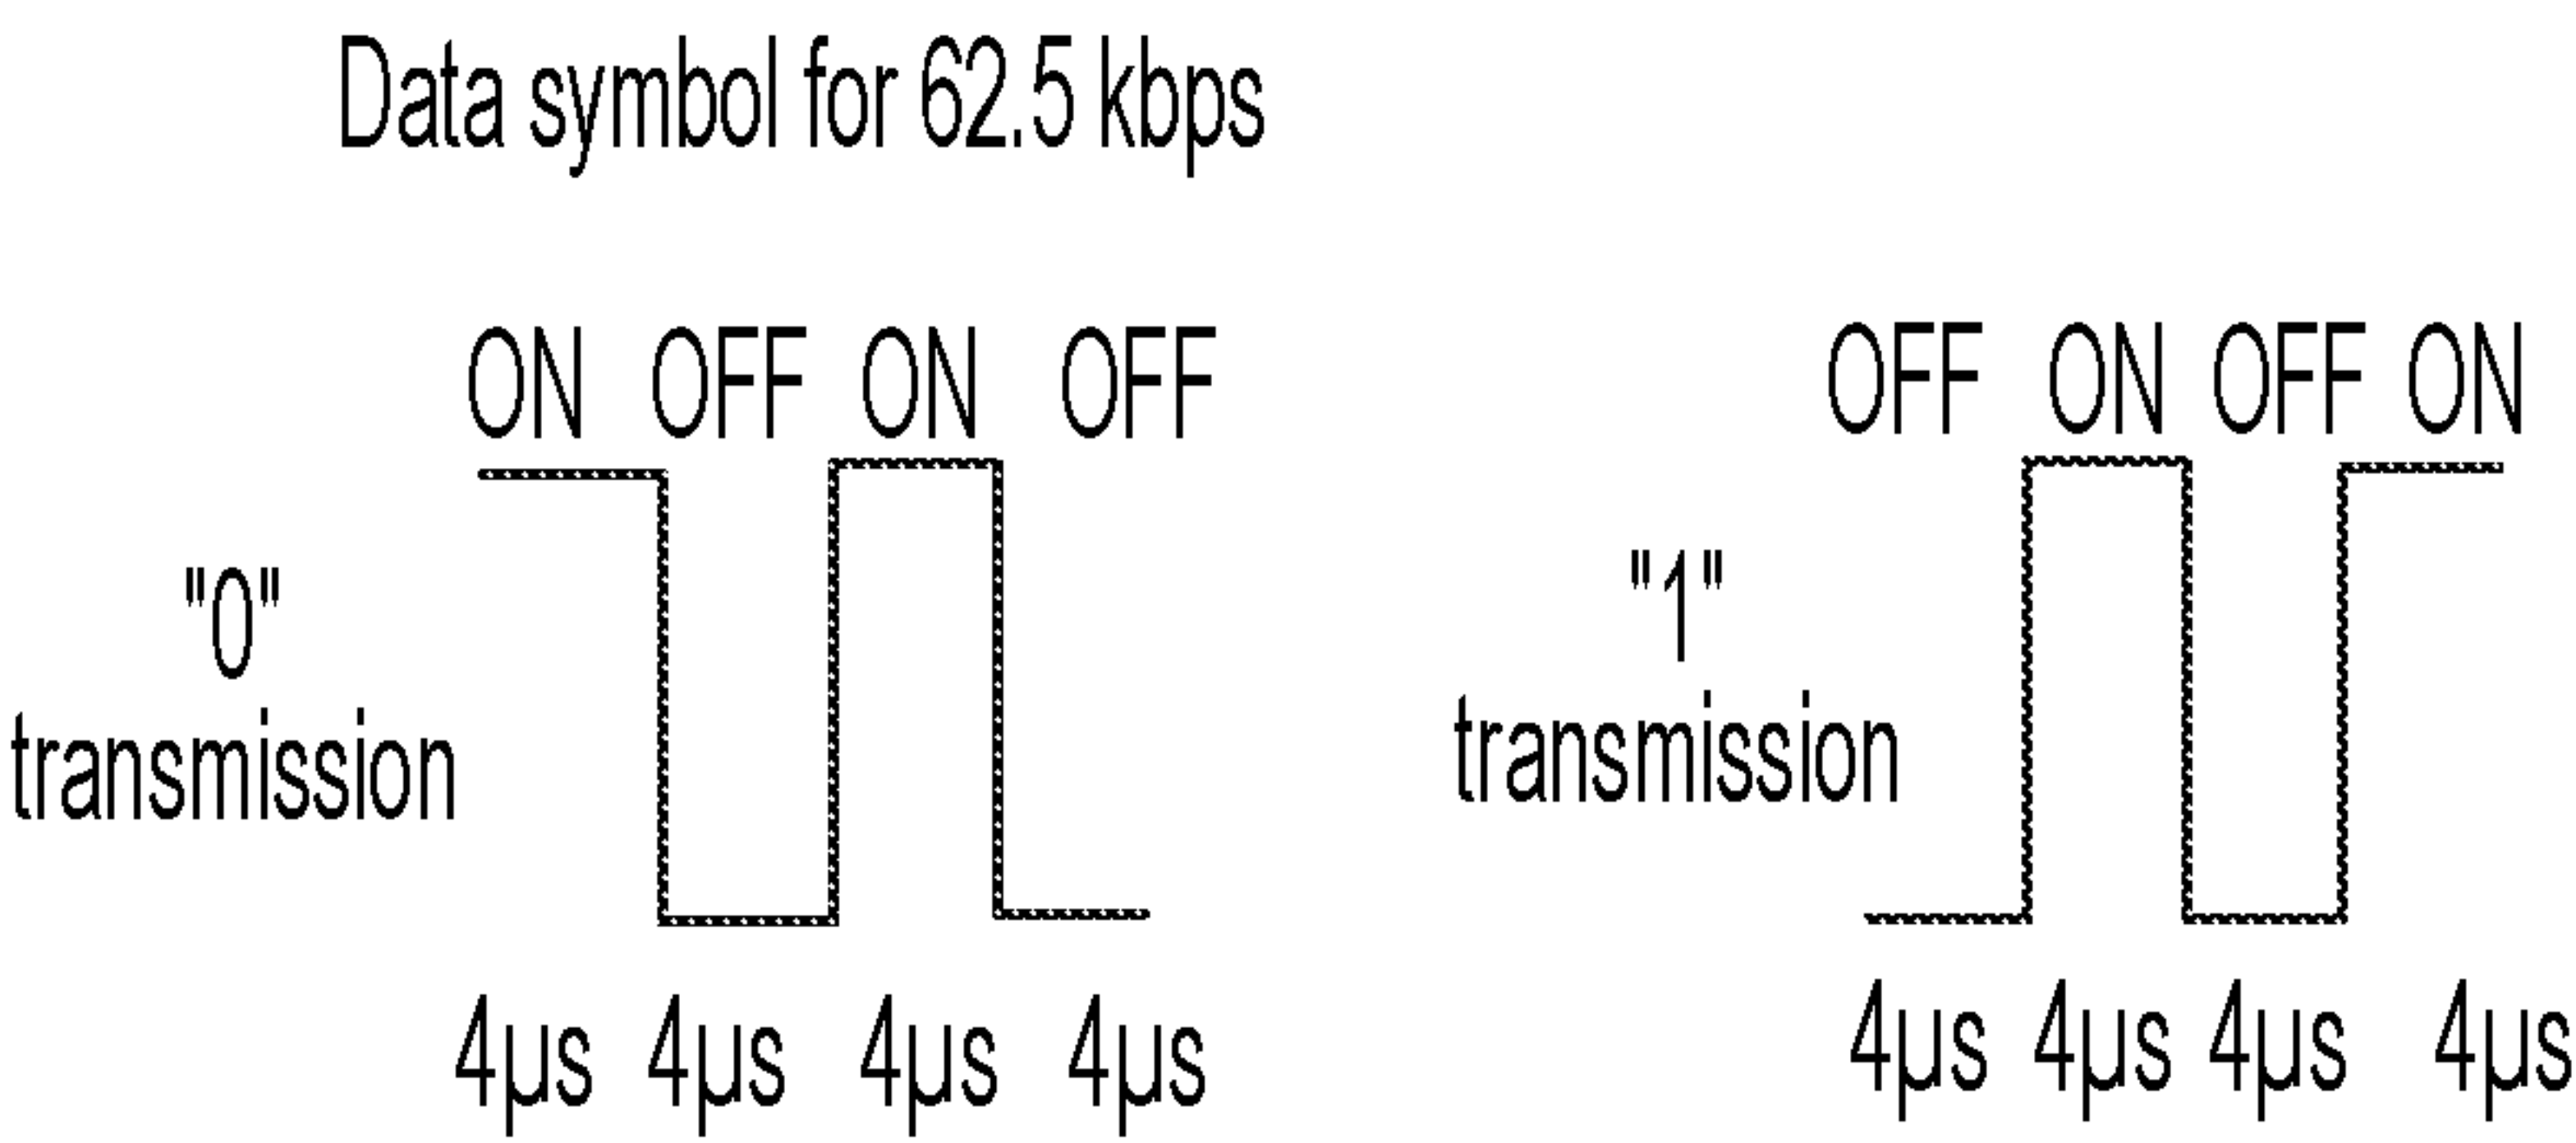 Data symbol for 62.5 kbps
ON OFF ON OFF
"0"
transmission
4µs 4µs 4µs 4µs
OFF ON OFF ON
"1"
transmission
4µs 4µs 4µs 4µs